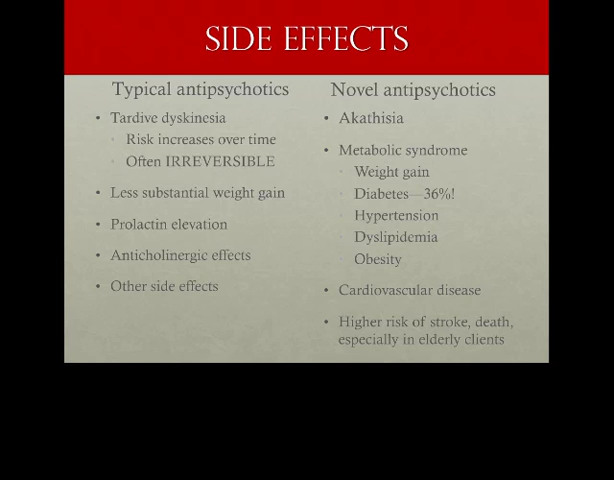 SIDE EFFECTS
Typical antipsychotics
• Tardive dyskinesia
Risk increases over time
Often IRREVERSIBLE
• Less substantial weight gain
• Prolactin elevation
• Anticholinergic effects
• Other side effects
Novel antipsychotics
• Akathisia
• Metabolic syndrome
Weight gain
Diabetes—36%!
Hypertension
Dyslipidemia
Obesity
• Cardiovascular disease
• Higher risk of stroke, death,
especially in elderly clients